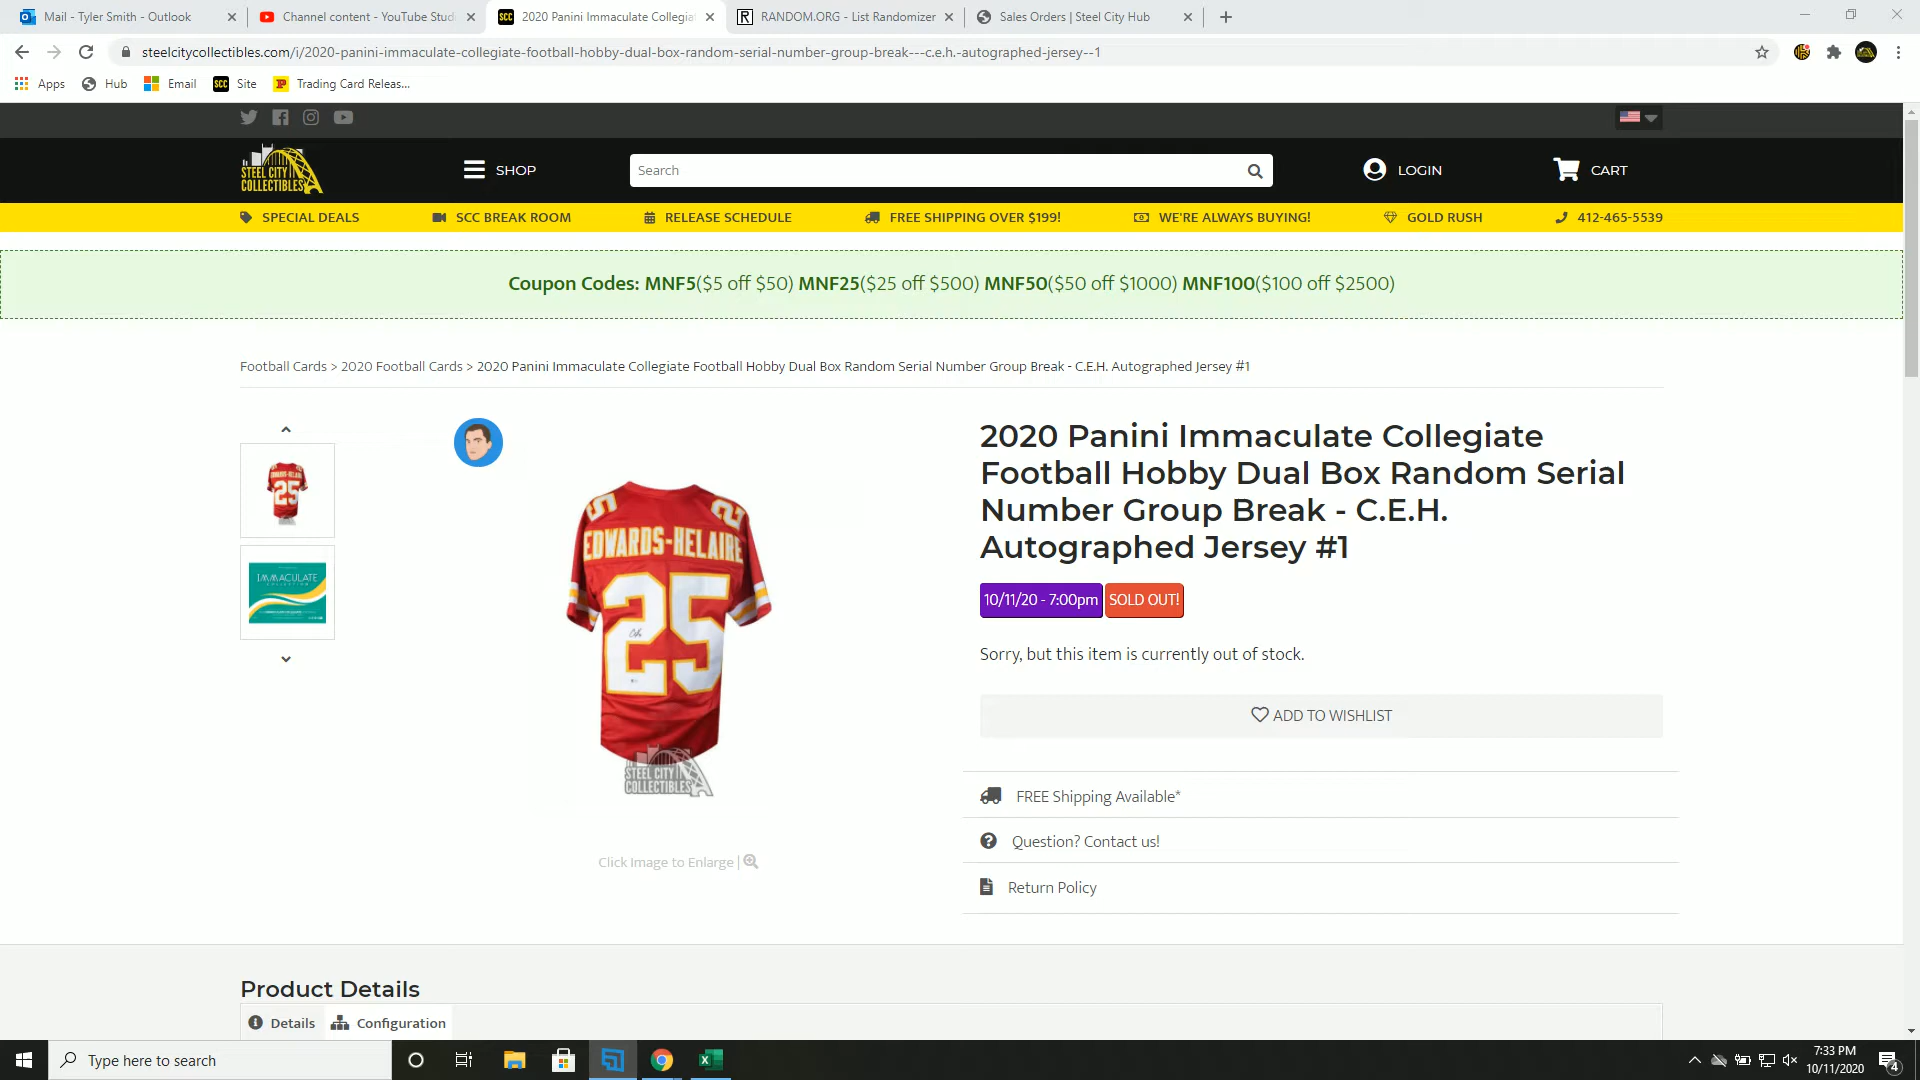 Mail - Tyler Smith - Outlook
Channel content - YouTube Studi
2020 Panini Immaculate Collegia
RANDOM.ORG - List Randomizer
Sales Orders | Steel City Hub
steelcitycollectibles.com/i/2020-panini-immaculate-collegiate-football-hobby-dual-box-random-serial-number-group-break---c.e.h.-autographed-jersey--1
Apps
Hub
Email
SCC
Site
Trading Card Releas...
STEEL CITY
COLLECTIBLES
SHOP
Search
LOGIN
CART
SPECIAL DEALS
SCC BREAK ROOM
RELEASE SCHEDULE
FREE SHIPPING OVER $199!
WE'RE ALWAYS BUYING!
GOLD RUSH
412-465-5539
Coupon Codes: MNF5($5 off $50) MNF25($25 off $500) MNF50($50 off $1000) MNF100($100 off $2500)
Football Cards > 2020 Football Cards > 2020 Panini Immaculate Collegiate Football Hobby Dual Box Random Serial Number Group Break - C.E.H. Autographed Jersey #1
EDWARDS-HELAIRE
25
IMMACULATE
25
25
EDWARDS-HELAIRE
25
STEEL CITY
COLLECTIBLES
Click Image to Enlarge |
2020 Panini Immaculate Collegiate
Football Hobby Dual Box Random Serial
Number Group Break - C.E.H.
Autographed Jersey #1
10/11/20 - 7:00pm
SOLD OUT!
Sorry, but this item is currently out of stock.
ADD TO WISHLIST
FREE Shipping Available*
Question? Contact us!
Return Policy
Product Details
Details
Configuration
Type here to search
7:33 PM
10/11/2020
4